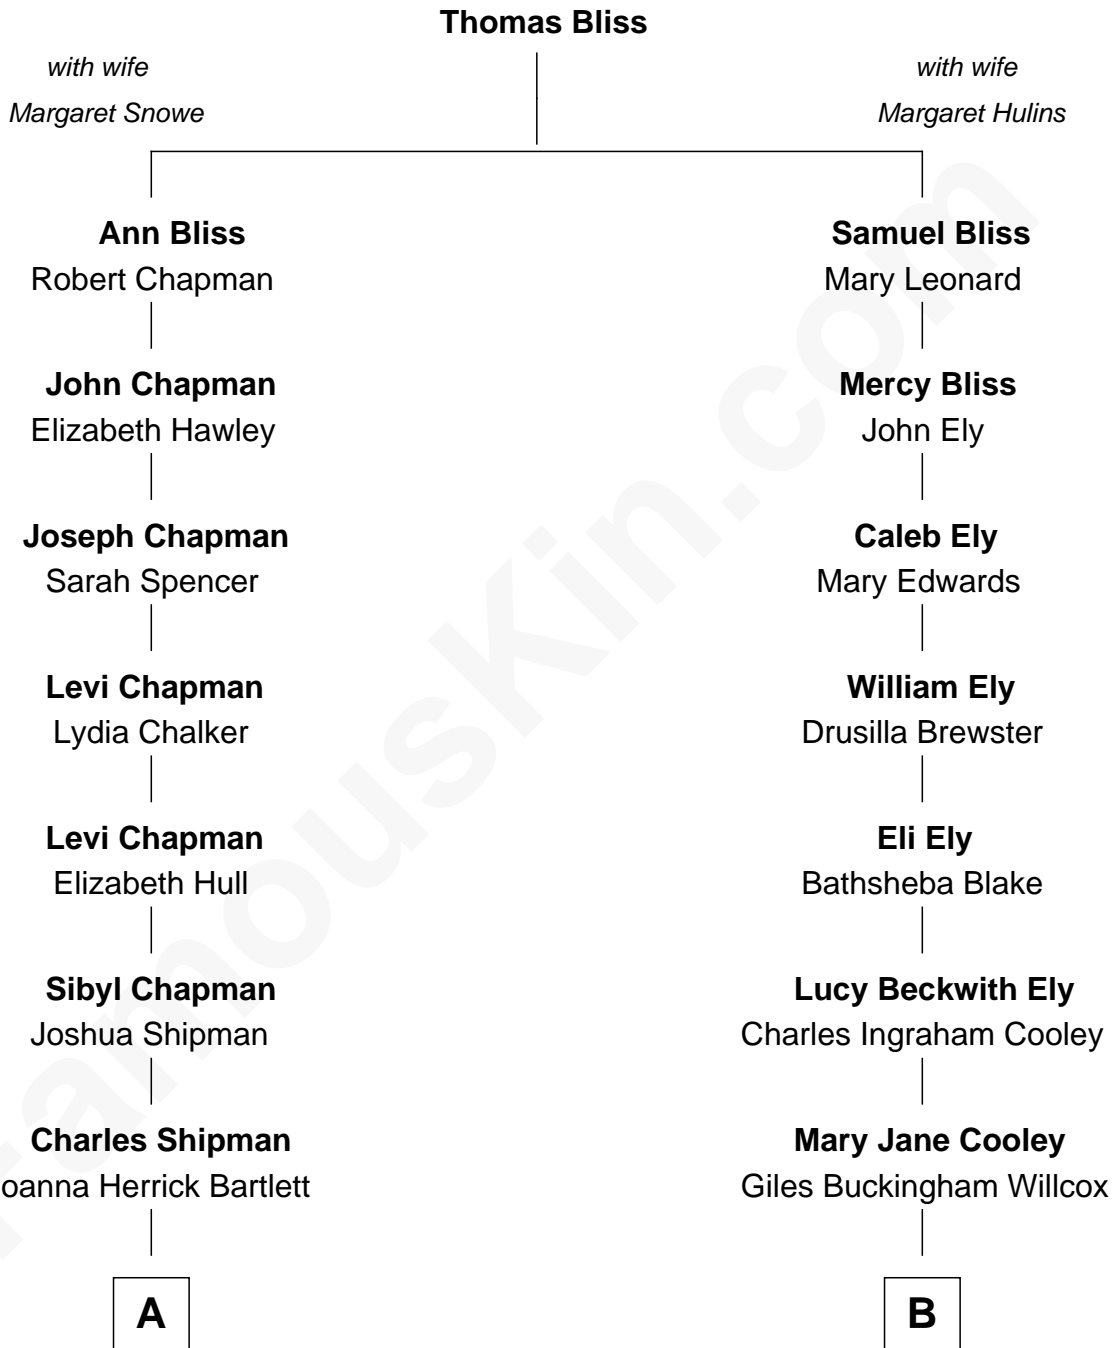 Thomas Bliss
with wife
Margaret Snowe
with wife
Margaret Hulins
Ann Bliss
Robert Chapman
Samuel Bliss
Mary Leonard
John Chapman
Elizabeth Hawley
Mercy Bliss
John Ely
Joseph Chapman
Sarah Spencer
Caleb Ely
Mary Edwards
Levi Chapman
Lydia Chalker
William Ely
Drusilla Brewster
Levi Chapman
Elizabeth Hull
Eli Ely
Bathsheba Blake
Sibyl Chapman
Joshua Shipman
Lucy Beckwith Ely
Charles Ingraham Cooley
Charles Shipman
oanna Herrick Bartlett
Mary Jane Cooley
Giles Buckingham Willcox
A
B
FamousKin.com